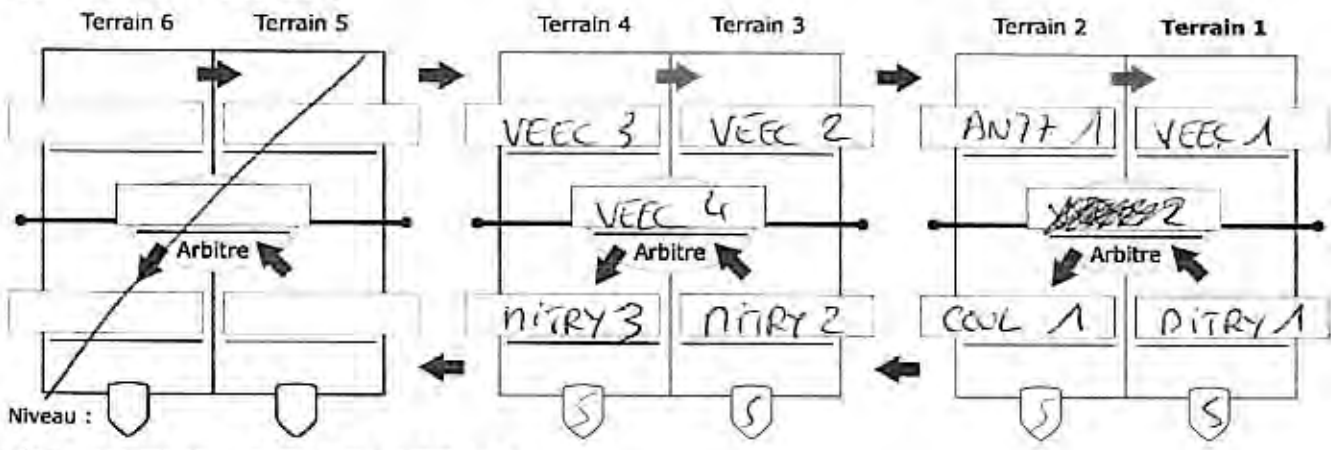 Terrain 6 Terrain 5 Terrain 4 Terrain 3 Terrain 2 Terrain 1
VEEC 3 VEEC 2 AN77 1 VEEC 1
VEEC 4 2
Arbitre Arbitre Arbitre
NITRY 3 NITRY 2 COUL 1 DITRY 1
Niveau : 5 5 5 5